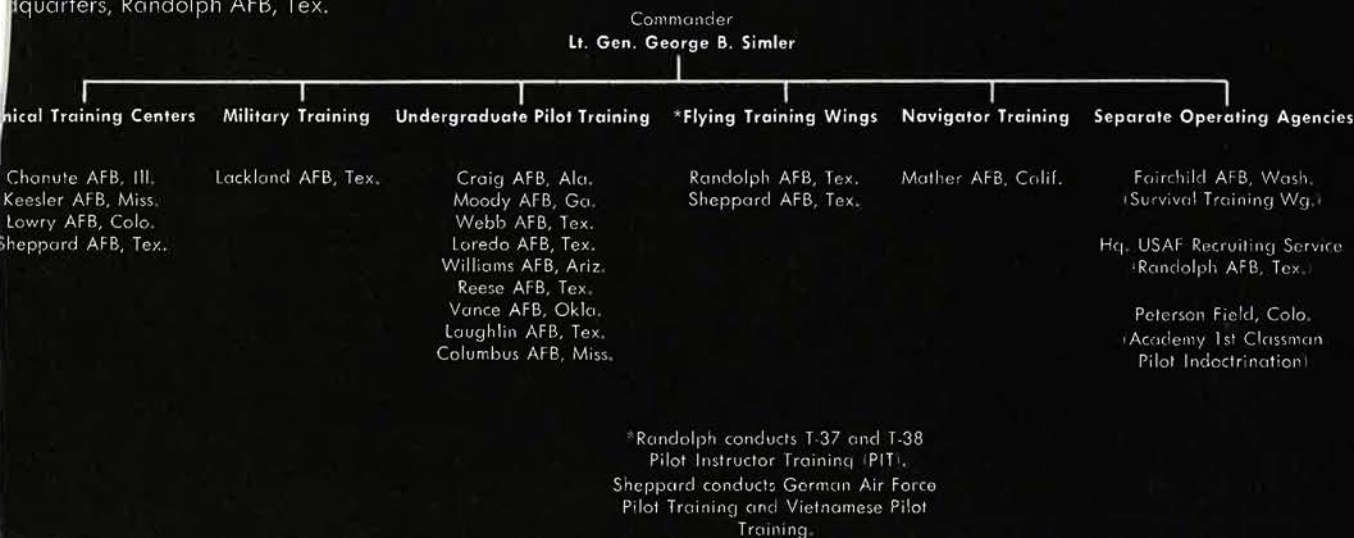 dquarters, Randolph AFB, Tex.
Commander
Lt. Gen. George B. Simler
nical Training Centers Military Training Undergraduate Pilot Training *Flying Training Wings Navigator Training Separate Operating Agencies
Chanute AFB, Ill.
Keesler AFB, Miss.
Lowry AFB, Colo.
Sheppard AFB, Tex.
Lackland AFB, Tex.
Craig AFB, Ala.
Moody AFB, Ga.
Webb AFB, Tex.
Laredo AFB, Tex.
Williams AFB, Ariz.
Reese AFB, Tex.
Vance AFB, Okla.
Laughlin AFB, Tex.
Columbus AFB, Miss.
Randolph AFB, Tex.
Sheppard AFB, Tex.
Mather AFB, Calif.
Fairchild AFB, Wash.
(Survival Training Wg.)
Hq. USAF Recruiting Service
(Randolph AFB, Tex.)
Peterson Field, Colo.
(Academy 1st Classman
Pilot Indoctrination)
*Randolph conducts T-37 and T-38
Pilot Instructor Training (PIT).
Sheppard conducts German Air Force
Pilot Training and Vietnamese Pilot
Training.